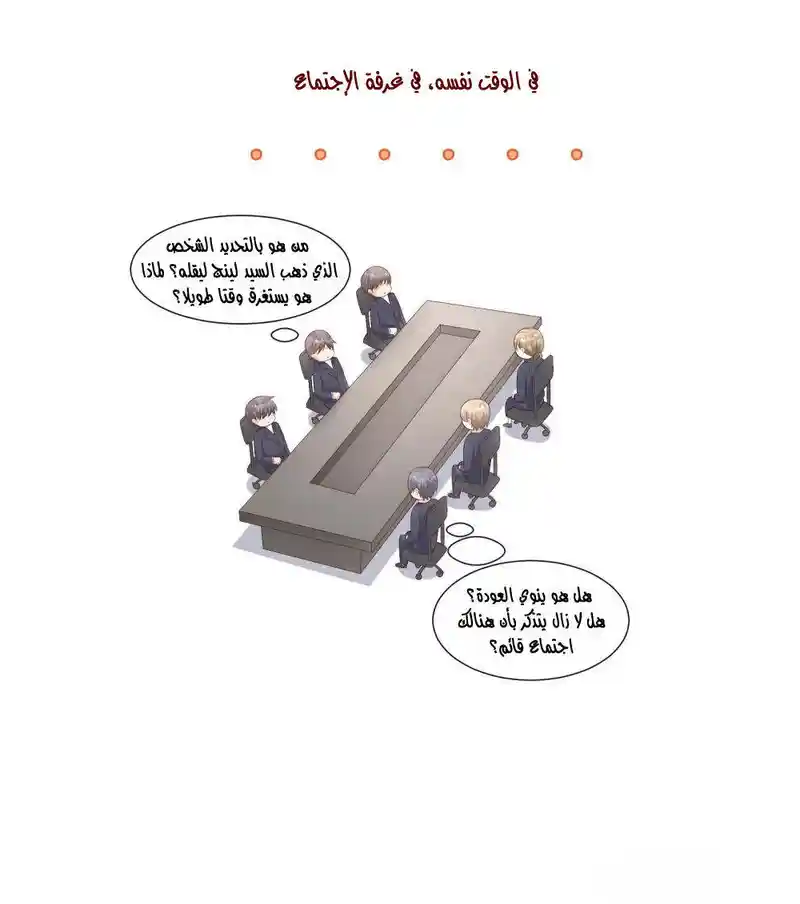 في الوقت نفسه، في غرفة الإجتماع
من هو بالتحديد الشخص
الذي ذهب السيد لينج ليقله؟ لماذا
هو يستغرق وقتا طويلا؟
هل هو ينوي العودة؟
هل لا زال يتذكر بأن هنالك
اجتماع قائم؟